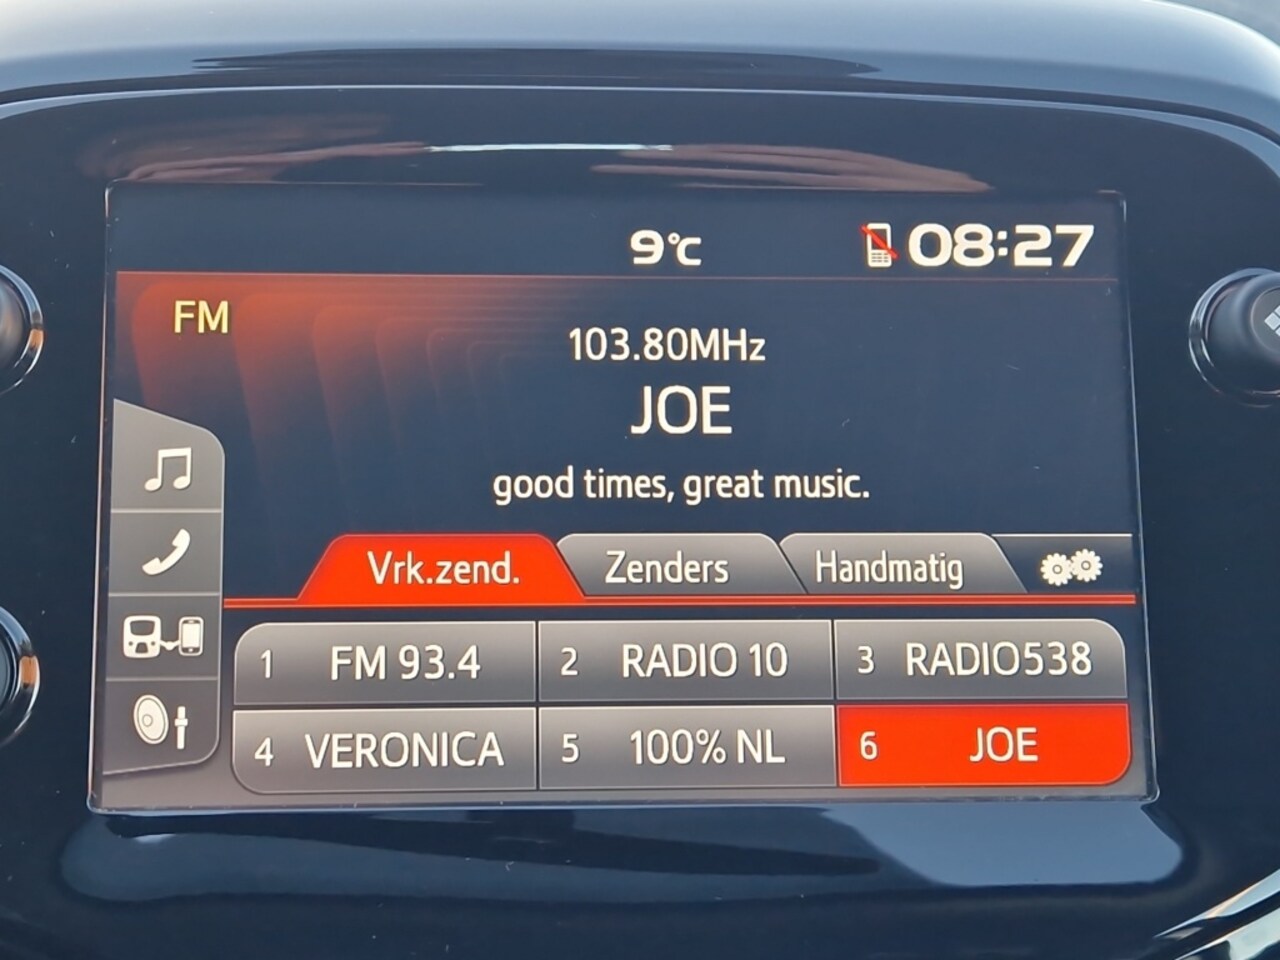 9°C 08:27
FM
103.80MHz
JOE
good times, great music.
Vrk.zend. Zenders Handmatig
1 FM 93.4 2 RADIO 10 3 RADIO538
4 VERONICA 5 100% NL 6 JOE